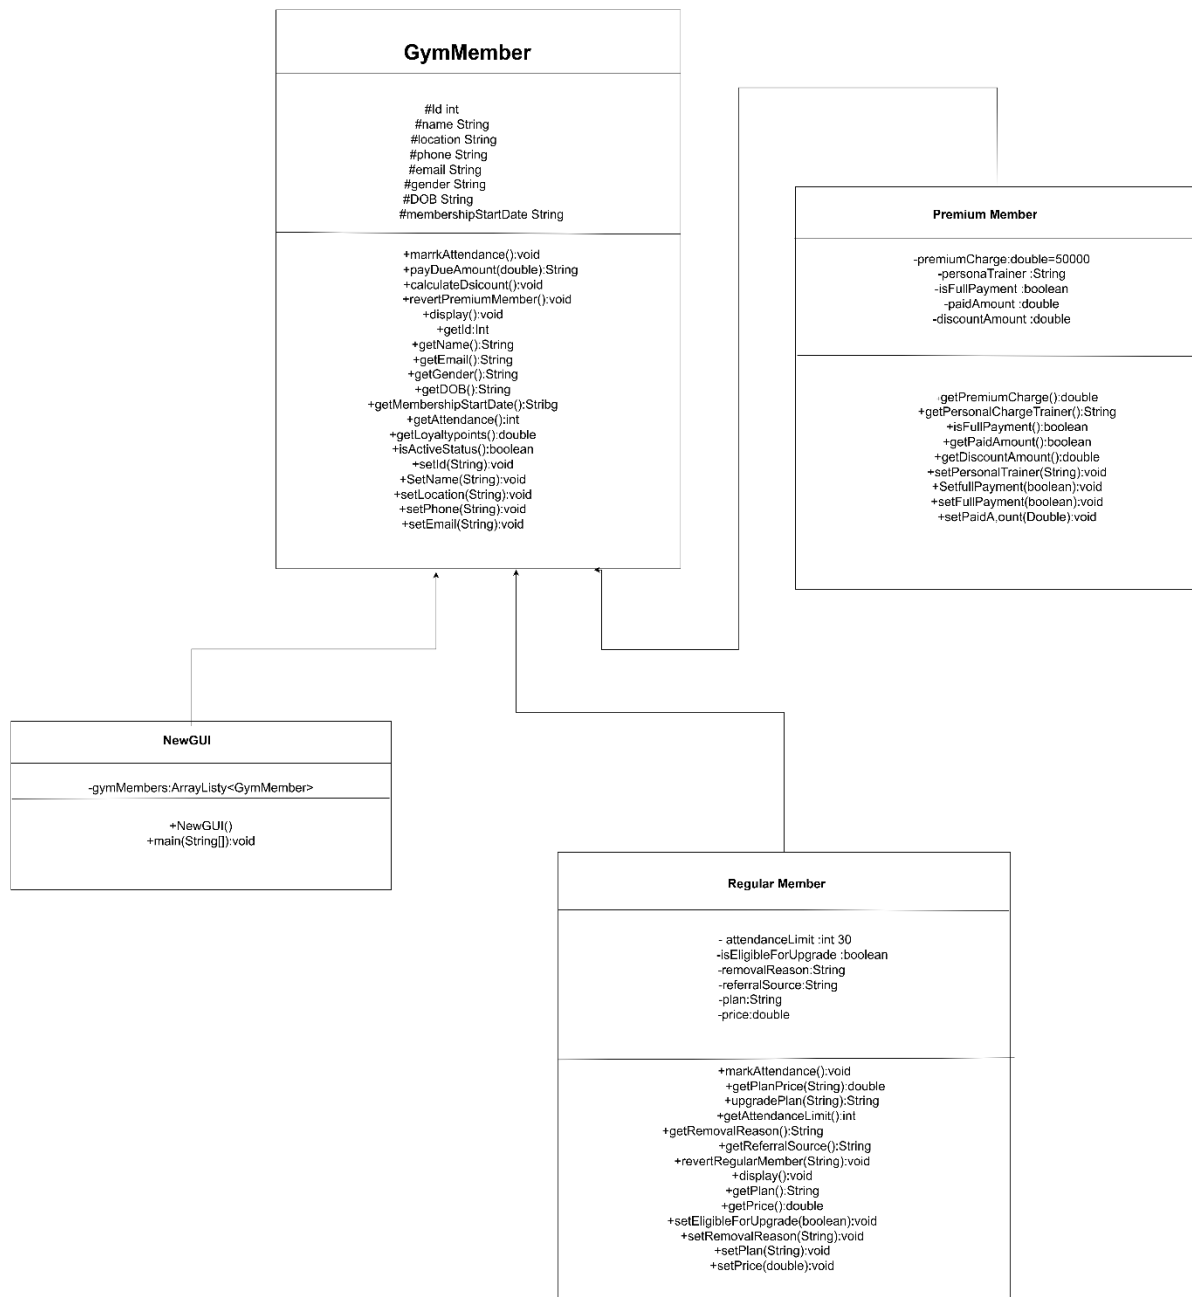 GymMember
#Id int
#name String
#location String
#phone String
#email String
#gender String
#DOB String
#membershipStartDate String
+marrkAttendance():void
+payDueAmount(double):String
+calculateDsicount():void
+revertPremiumMember():void
+display():void
+getId:Int
+getName():String
+getEmail():String
+getGender():String
+getDOB():String
+getMembershipStartDate():Stribg
+getAttendance():int
+getLoyaltypoints():double
+isActiveStatus():boolean
+setId(String):void
+SetName(String):void
+setLocation(String):void
+setPhone(String):void
+setEmail(String):void
Premium Member
-premiumCharge:double=50000
-personaTrainer :String
-isFullPayment :boolean
-paidAmount :double
-discountAmount :double
-getPremiumCharge():double
+getPersonalChargeTrainer():String
+isFullPayment():boolean
+getPaidAmount():boolean
+getDiscountAmount():double
+setPersonalTrainer(String):void
+SetfullPayment(boolean):void
+setFullPayment(boolean):void
+setPaidA,ount(Double):void
NewGUI
-gymMembers:ArrayListy<GymMember>
+NewGUI()
+main(String[]):void
Regular Member
- attendanceLimit :int 30
-isEligibleForUpgrade :boolean
-removalReason:String
-referralSource:String
-plan:String
-price:double
+markAttendance():void
+getPlanPrice(String):double
+upgradePlan(String):String
+getAttendanceLimit():int
+getRemovalReason():String
+getReferralSource():String
+revertRegularMember(String):void
+display():void
+getPlan():String
+getPrice():double
+setEligibleForUpgrade(boolean):void
+setRemovalReason(String):void
+setPlan(String):void
+setPrice(double):void